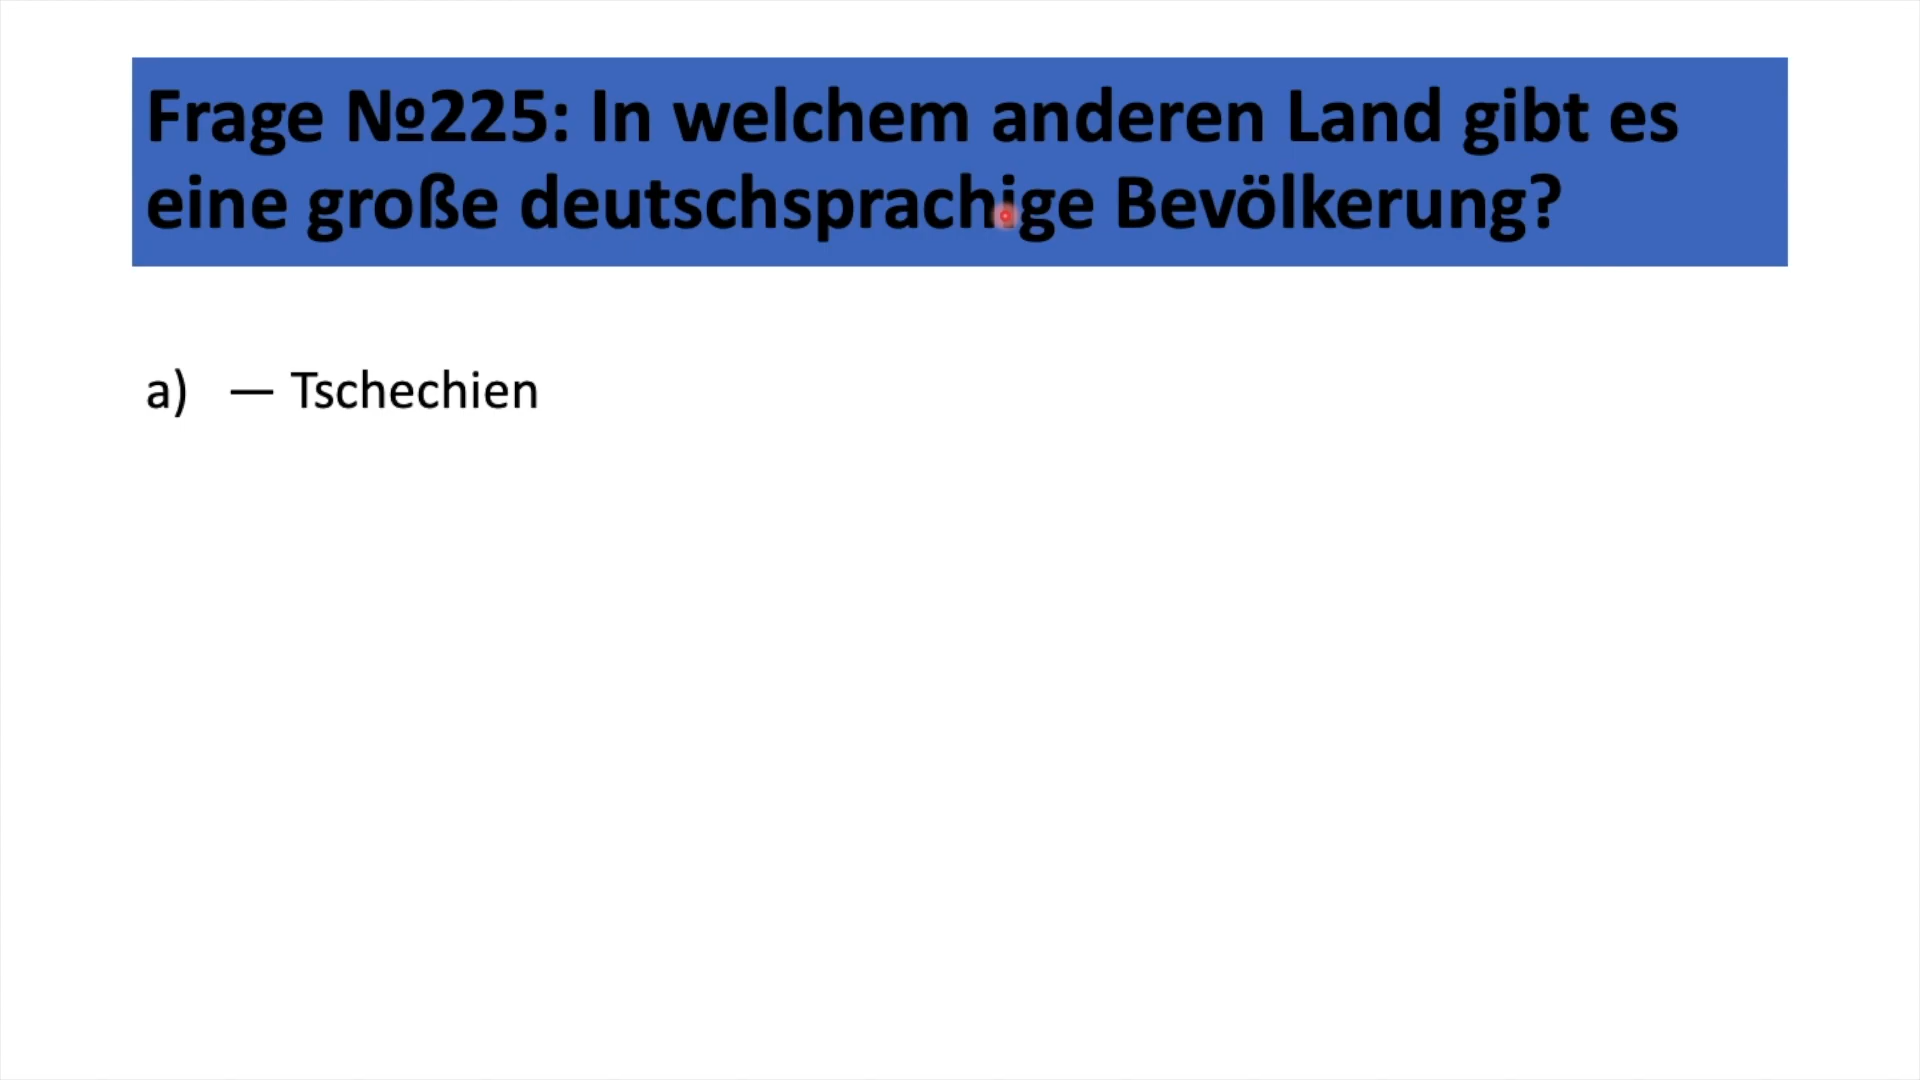 Frage №225: In welchem anderen Land gibt es
eine große deutschsprachige Bevölkerung?
a) — Tschechien